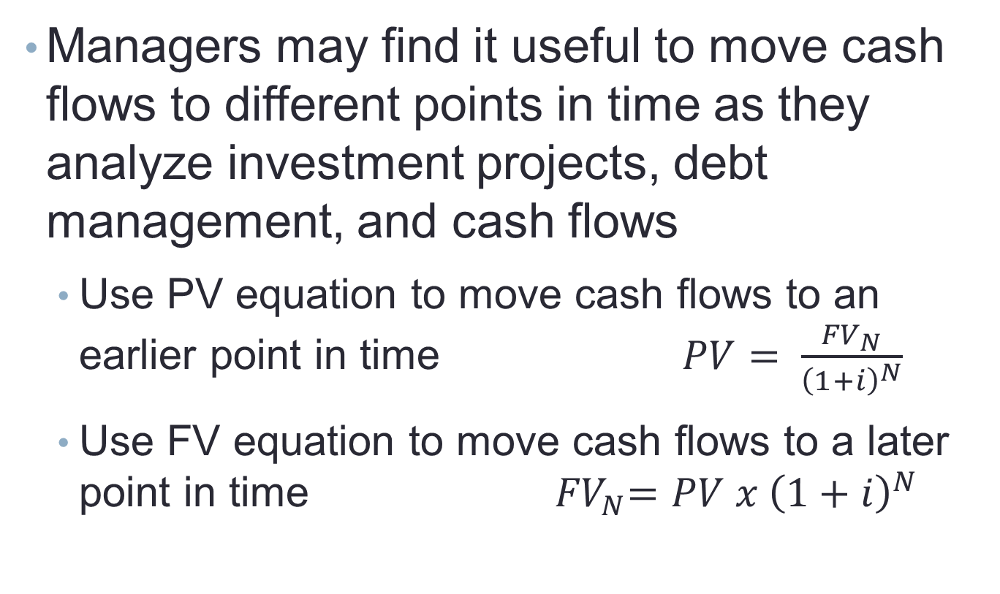 • Managers may find it useful to move cash
flows to different points in time as they
analyze investment projects, debt
management, and cash flows
• Use PV equation to move cash flows to an
earlier point in time PV = FV_N / (1+i)^N
• Use FV equation to move cash flows to a later
point in time FV_N = PV x (1 + i)^N